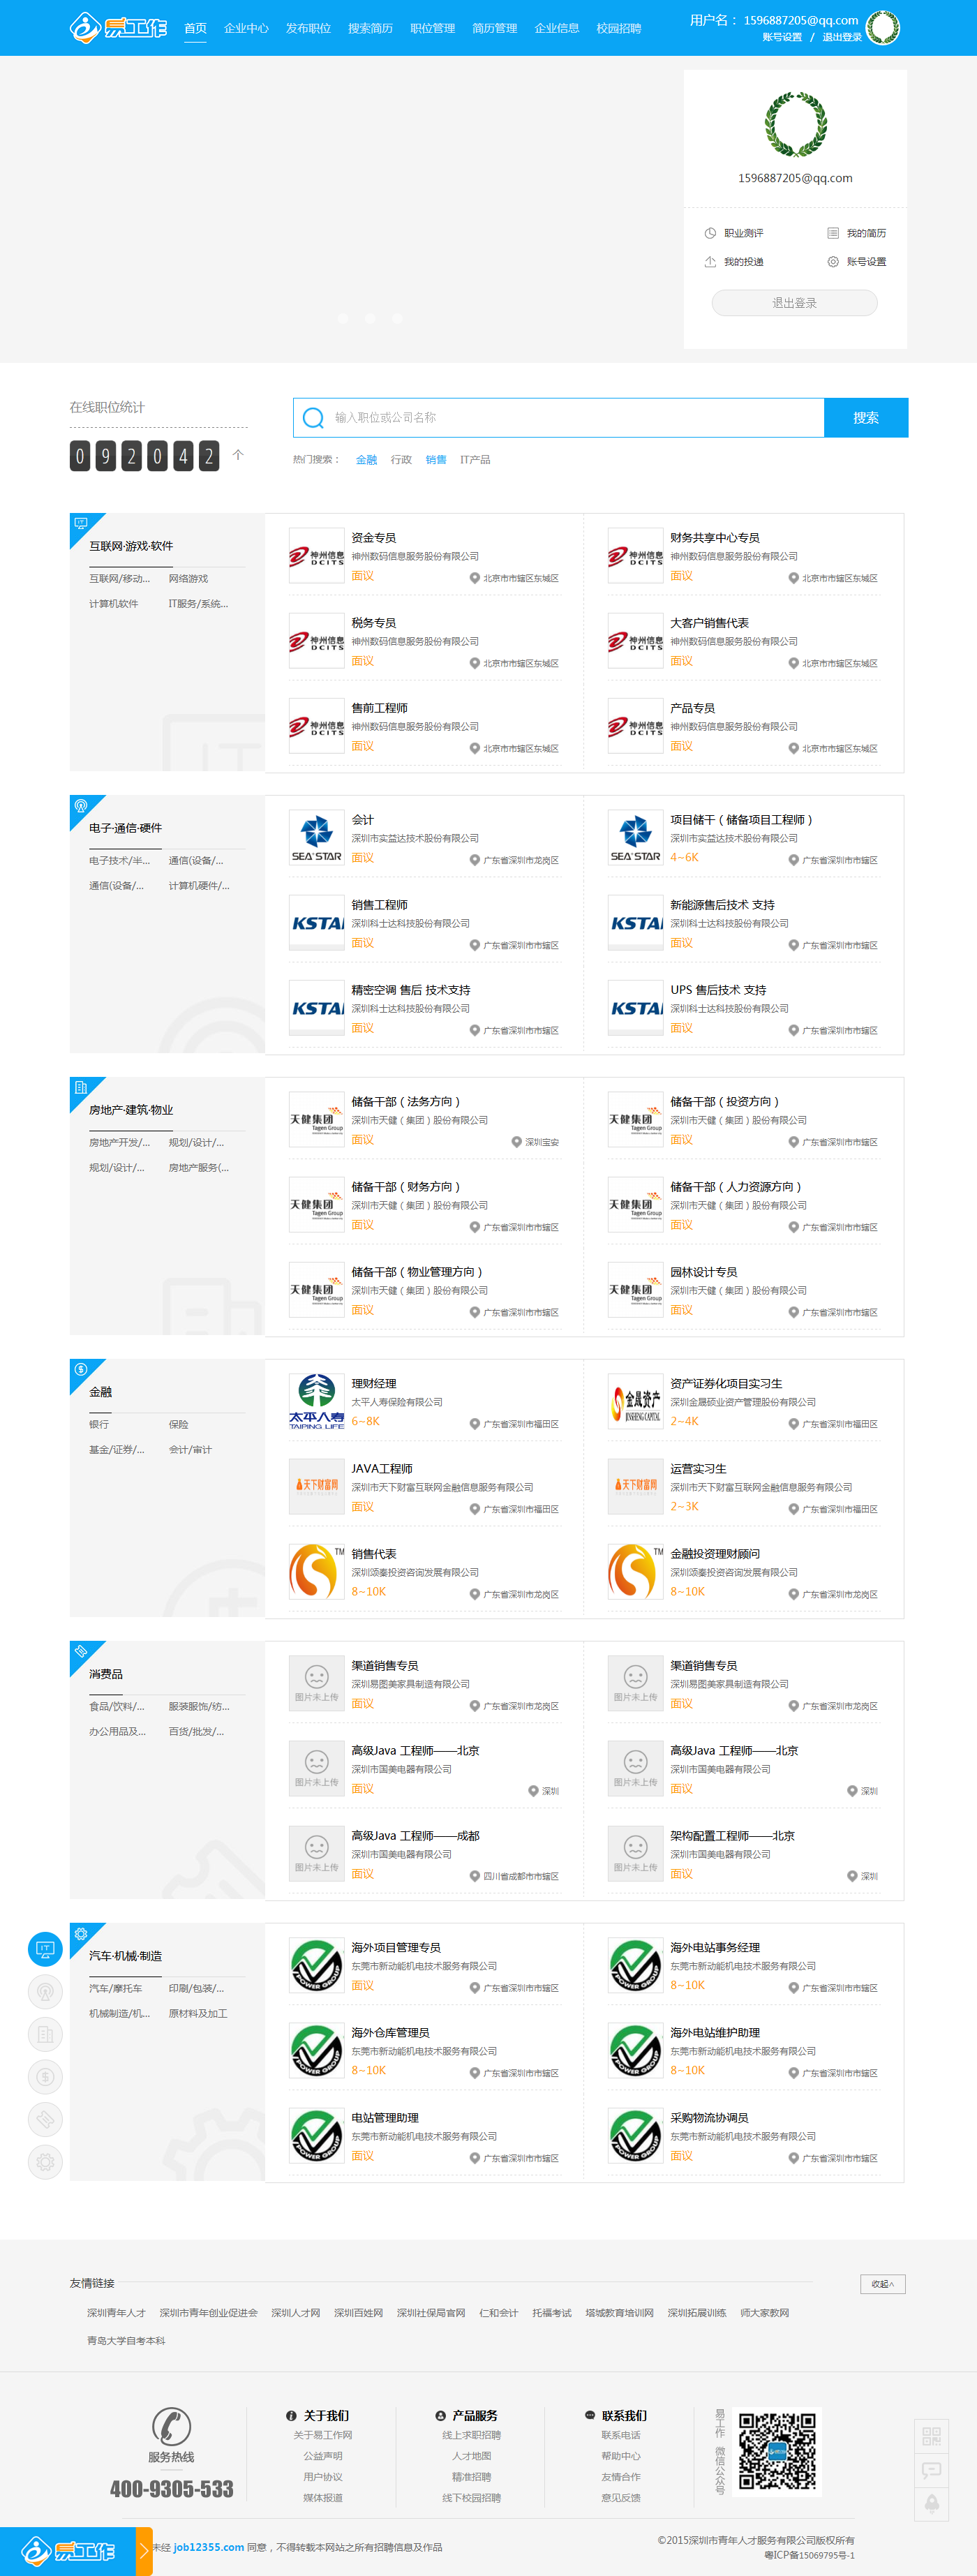 易工作 首页 企业中心 发布职位 搜索简历 职位管理 简历管理 企业信息 校园招聘
用户名： 1596887205@qq.com
账号设置 / 退出登录
1596887205@qq.com
职业测评 我的简历
我的投递 账号设置
退出登录
在线职位统计
092042 个
输入职位或公司名称 搜索
热门搜索： 金融 行政 销售 IT产品
互联网·游戏·软件
互联网/移动... 网络游戏
计算机软件 IT服务/系统...
资金专员
神州数码信息服务股份有限公司
面议 北京市市辖区东城区
财务共享中心专员
神州数码信息服务股份有限公司
面议 北京市市辖区东城区
税务专员
神州数码信息服务股份有限公司
面议 北京市市辖区东城区
大客户销售代表
神州数码信息服务股份有限公司
面议 北京市市辖区东城区
售前工程师
神州数码信息服务股份有限公司
面议 北京市市辖区东城区
产品专员
神州数码信息服务股份有限公司
面议 北京市市辖区东城区
电子·通信·硬件
电子技术/半... 通信(设备/...
通信(设备/... 计算机硬件/...
会计
深圳市实益达技术股份有限公司
面议 广东省深圳市龙岗区
项目储干（储备项目工程师）
深圳市实益达技术股份有限公司
4~6K 广东省深圳市市辖区
销售工程师
深圳科士达科技股份有限公司
面议 广东省深圳市市辖区
新能源售后技术 支持
深圳科士达科技股份有限公司
面议 广东省深圳市市辖区
精密空调 售后 技术支持
深圳科士达科技股份有限公司
面议 广东省深圳市市辖区
UPS 售后技术 支持
深圳科士达科技股份有限公司
面议 广东省深圳市市辖区
房地产·建筑·物业
房地产开发/... 规划/设计/...
规划/设计/... 房地产服务(...
储备干部（法务方向）
深圳市天健（集团）股份有限公司
面议 深圳宝安
储备干部（投资方向）
深圳市天健（集团）股份有限公司
面议 广东省深圳市市辖区
储备干部（财务方向）
深圳市天健（集团）股份有限公司
面议 广东省深圳市市辖区
储备干部（人力资源方向）
深圳市天健（集团）股份有限公司
面议 广东省深圳市市辖区
储备干部（物业管理方向）
深圳市天健（集团）股份有限公司
面议 广东省深圳市市辖区
园林设计专员
深圳市天健（集团）股份有限公司
面议 广东省深圳市市辖区
金融
银行 保险
基金/证券/... 会计/审计
理财经理
太平人寿保险有限公司
6~8K 广东省深圳市福田区
资产证券化项目实习生
深圳金晟硕业资产管理股份有限公司
2~4K 广东省深圳市福田区
JAVA工程师
深圳市天下财富互联网金融信息服务有限公司
面议 广东省深圳市福田区
运营实习生
深圳市天下财富互联网金融信息服务有限公司
2~3K 广东省深圳市福田区
销售代表
深圳颂秦投资咨询发展有限公司
8~10K 广东省深圳市龙岗区
金融投资理财顾问
深圳颂秦投资咨询发展有限公司
8~10K 广东省深圳市龙岗区
消费品
食品/饮料/... 服装服饰/纺...
办公用品及... 百货/批发/...
渠道销售专员
深圳易图美家具制造有限公司
面议 广东省深圳市龙岗区
图片未上传
渠道销售专员
深圳易图美家具制造有限公司
面议 广东省深圳市龙岗区
图片未上传
高级Java 工程师——北京
深圳市国美电器有限公司
面议 深圳
图片未上传
高级Java 工程师——北京
深圳市国美电器有限公司
面议 深圳
图片未上传
高级Java 工程师——成都
深圳市国美电器有限公司
面议 四川省成都市市辖区
图片未上传
架构配置工程师——北京
深圳市国美电器有限公司
面议 深圳
图片未上传
汽车·机械·制造
汽车/摩托车 印刷/包装/...
机械制造/机... 原材料及加工
海外项目管理专员
东莞市新动能机电技术服务有限公司
面议 广东省深圳市市辖区
海外电站事务经理
东莞市新动能机电技术服务有限公司
8~10K 广东省深圳市市辖区
海外仓库管理员
东莞市新动能机电技术服务有限公司
8~10K 广东省深圳市市辖区
海外电站维护助理
东莞市新动能机电技术服务有限公司
8~10K 广东省深圳市市辖区
电站管理助理
东莞市新动能机电技术服务有限公司
面议 广东省深圳市市辖区
采购物流协调员
东莞市新动能机电技术服务有限公司
面议 广东省深圳市市辖区
友情链接 收起∧
深圳青年人才 深圳市青年创业促进会 深圳人才网 深圳百姓网 深圳社保局官网 仁和会计 托福考试 塔城教育培训网 深圳拓展训练 师大家教网
青岛大学自考本科
服务热线
400-9305-533
关于我们
关于易工作网
公益声明
用户协议
媒体报道
产品服务
线上求职招聘
人才地图
精准招聘
线下校园招聘
联系我们
联系电话
帮助中心
友情合作
意见反馈
易工作 微信公众号
易工作
未经 job12355.com 同意，不得转载本网站之所有招聘信息及作品
©2015深圳市青年人才服务有限公司版权所有
粤ICP备15069795号-1